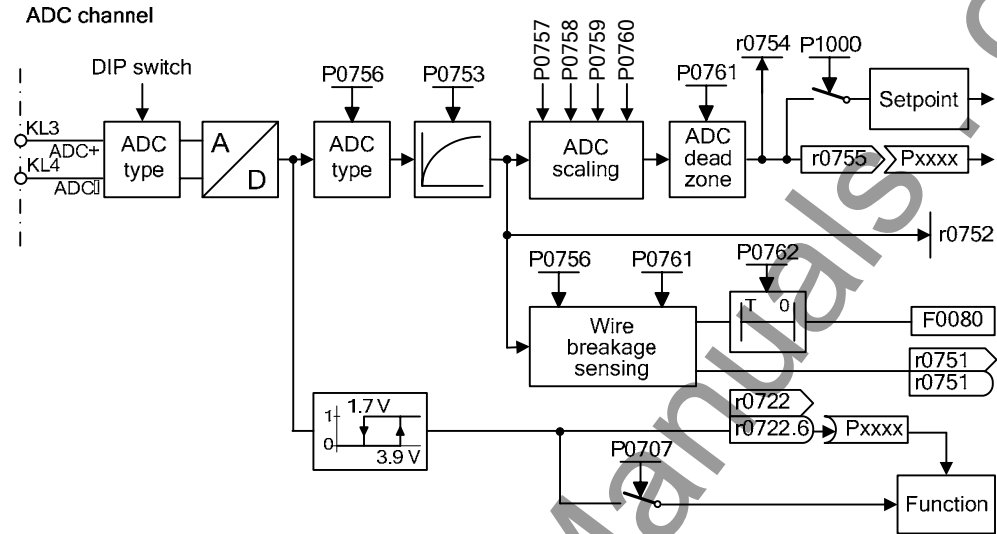 ADC channel
DIP switch
KL3
ADC+
KL4
ADC
ADC
type
A
D
P0756
ADC
type
P0753
P0757
P0758
P0759
P0760
ADC
scaling
P0761
ADC
dead
zone
r0754
P1000
Setpoint
r0755
Pxxxx
r0752
P0756
P0761
P0762
Wire
breakage
sensing
T 0
F0080
r0751
r0751
1
0
1.7 V
3.9 V
r0722
r0722.6
Pxxxx
P0707
Function
Manuals.